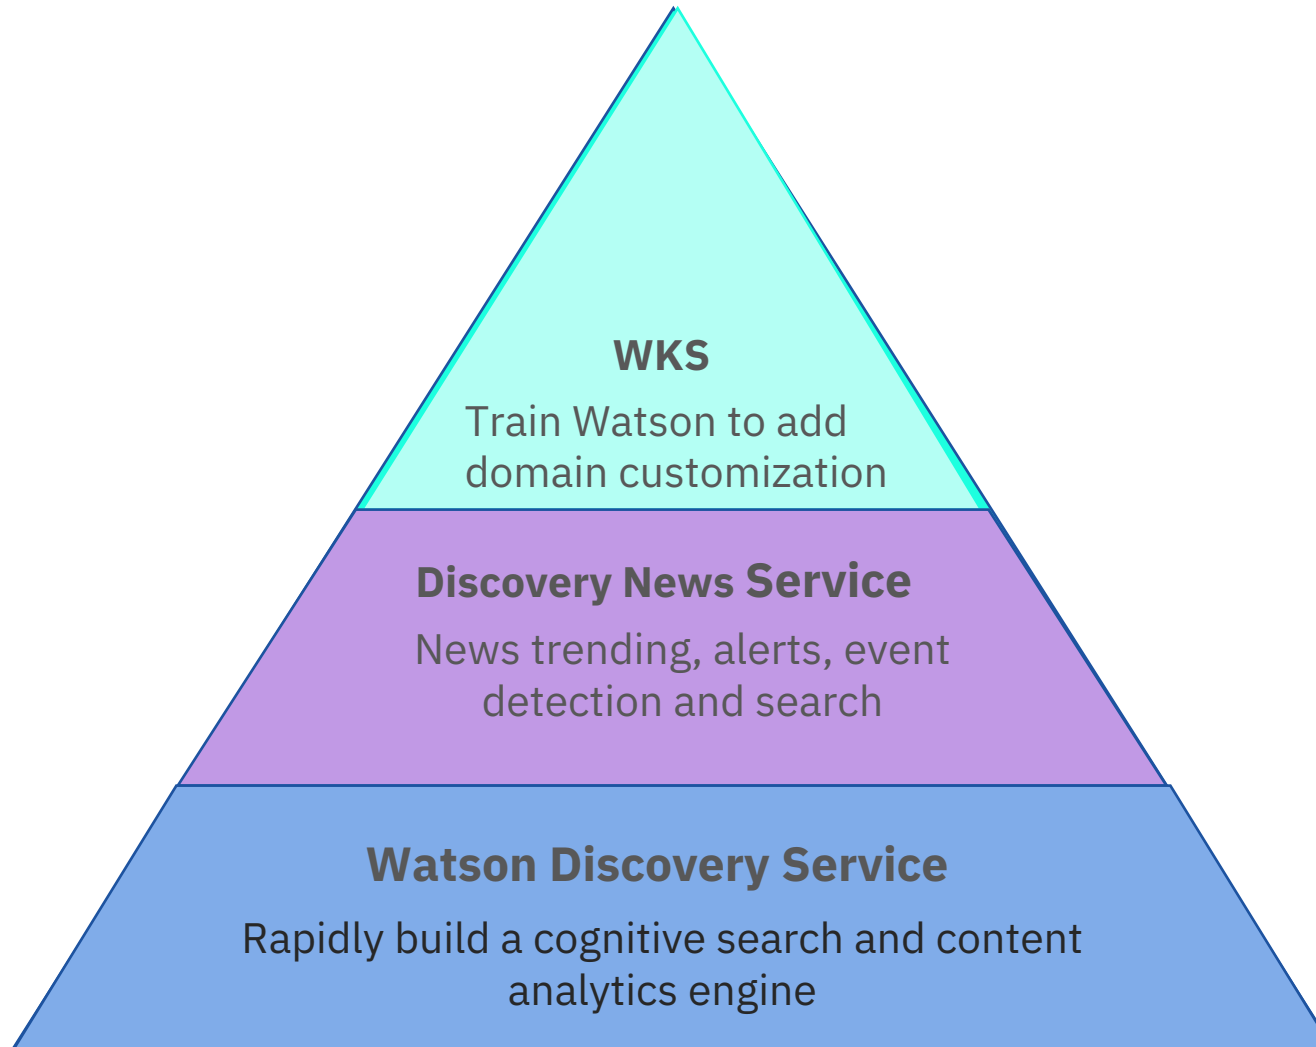 WKS
Train Watson to add
domain customization
Discovery News Service
News trending, alerts, event
detection and search
Watson Discovery Service
Rapidly build a cognitive search and content
analytics engine